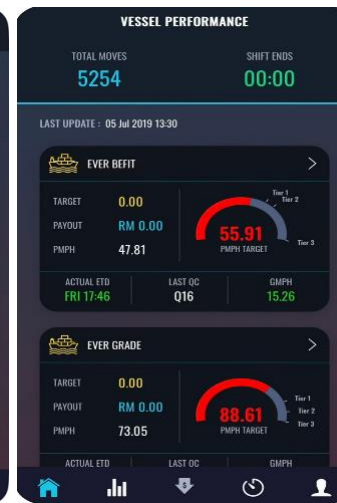 VESSEL PERFORMANCE
TOTAL MOVES SHIFT ENDS
5254 00:00
LAST UPDATE : 05 Jul 2019 13:30
EVER BEFIT >
TARGET 0.00
PAYOUT RM 0.00
PMPH 47.81
Tier 1
Tier 2
Tier 3
55.91
PMPH TARGET
ACTUAL ETD LAST QC GMPH
FRI 17:46 Q16 15.26
EVER GRADE >
TARGET 0.00
PAYOUT RM 0.00
PMPH 73.05
Tier 1
Tier 2
Tier 3
88.61
PMPH TARGET
ACTUAL ETD LAST QC GMPH